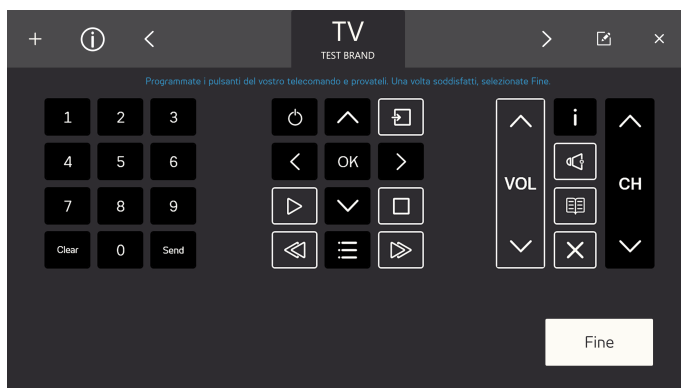 TV
TEST BRAND
Programmate i pulsanti del vostro telecomando e provateli. Una volta soddisfatti, selezionate Fine.
1 2 3
4 5 6 OK
VOL CH
7 8 9
Clear 0 Send
Fine